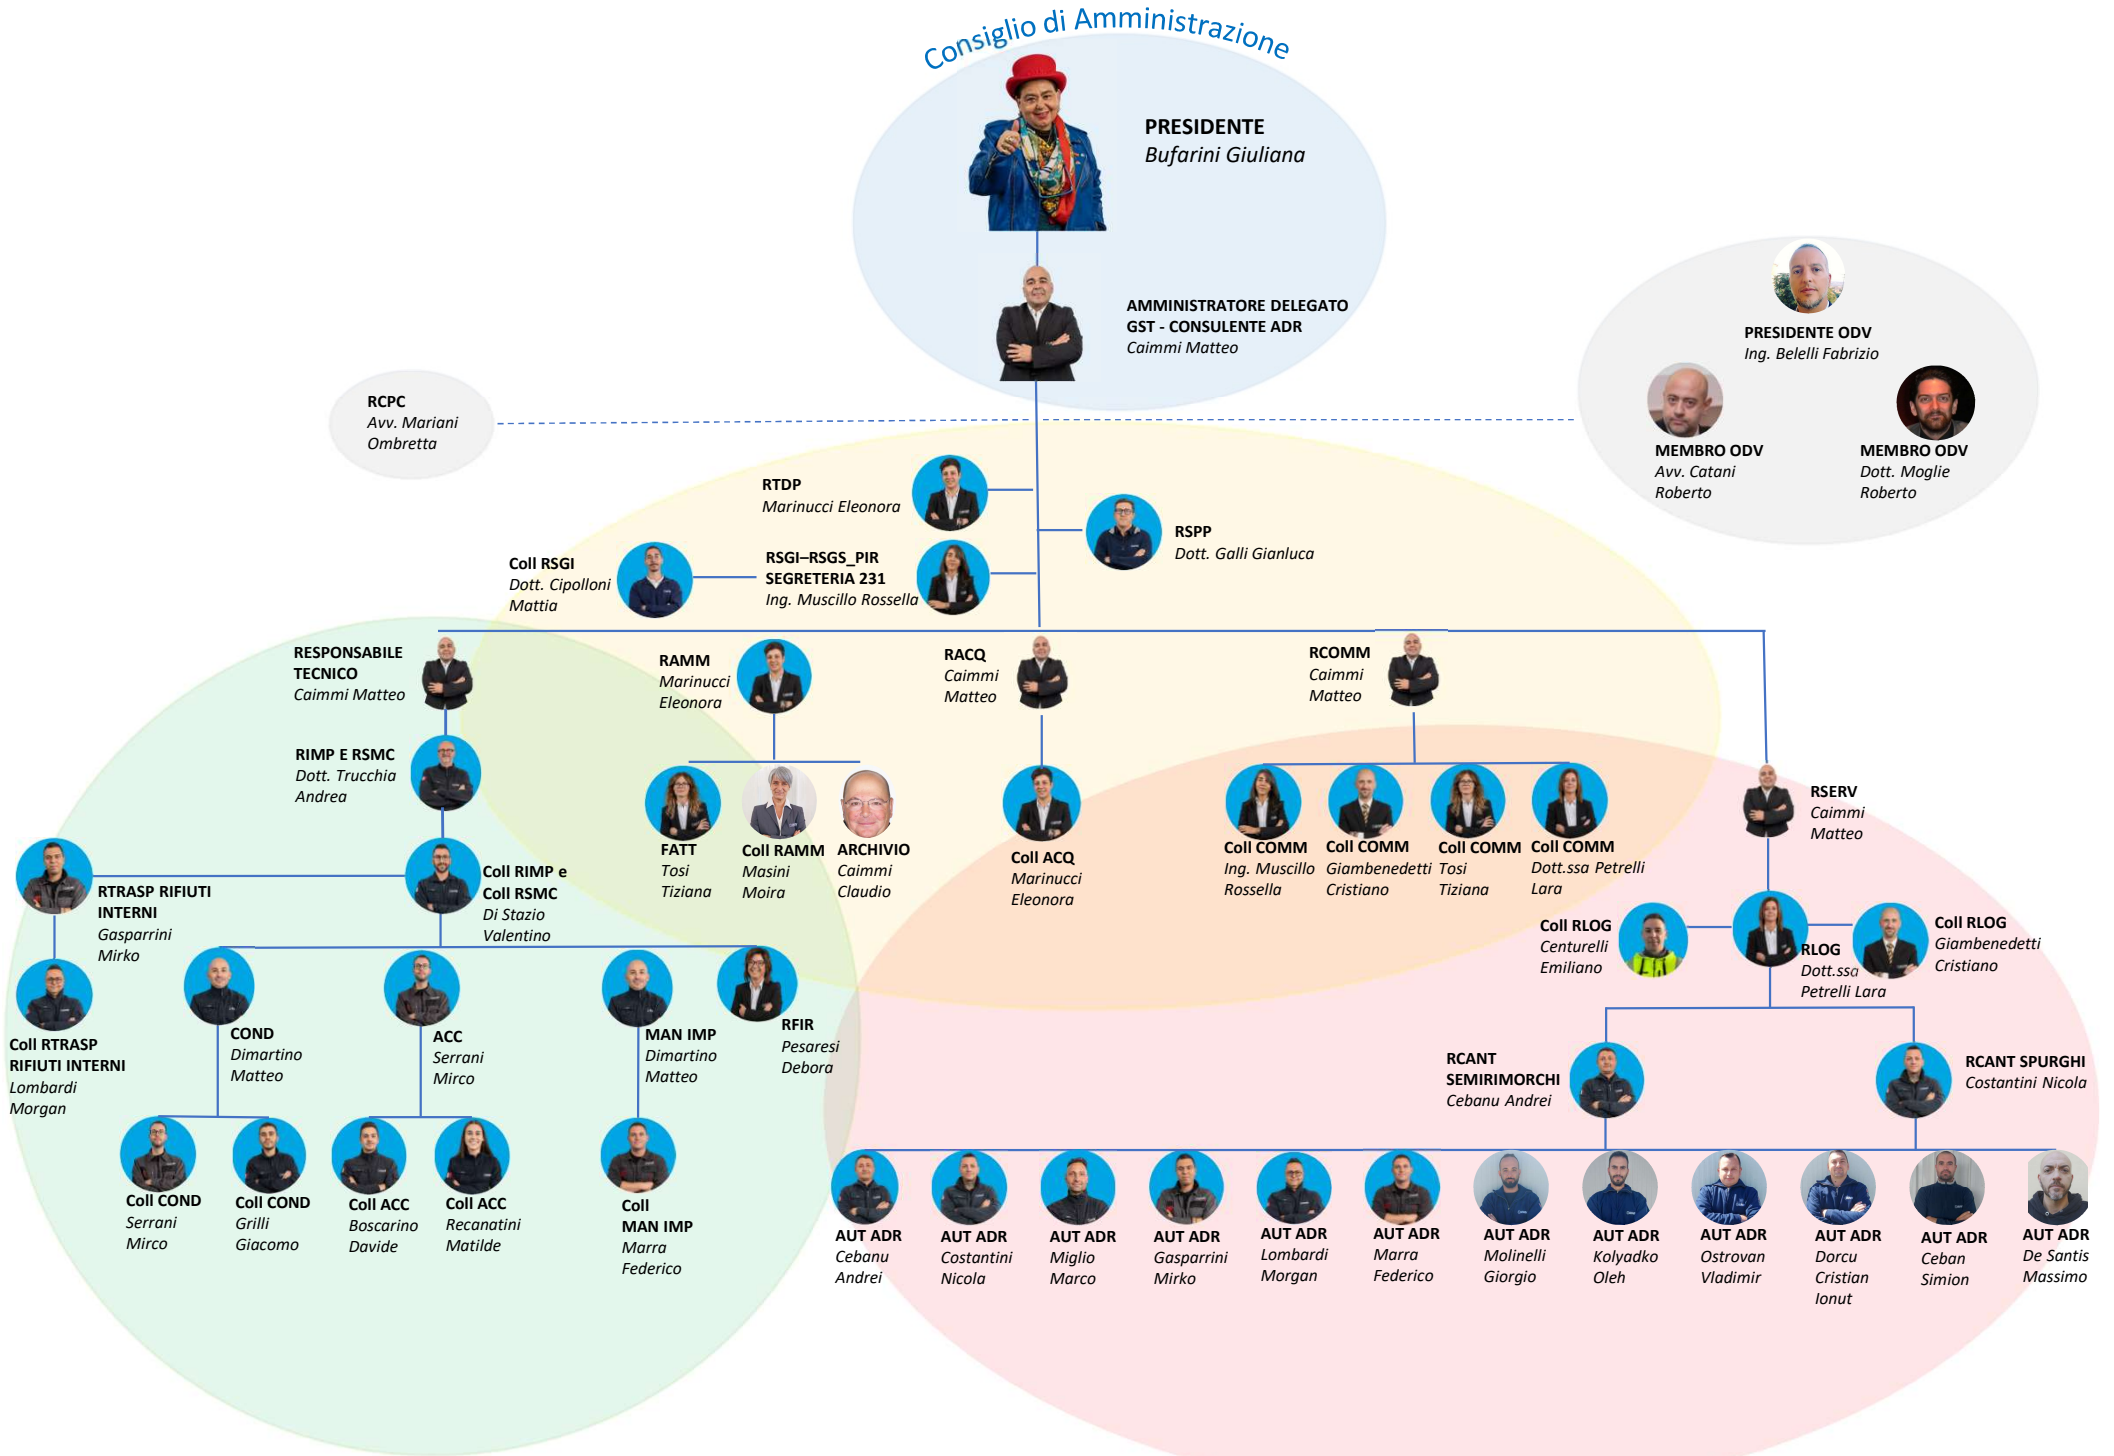 Consiglio di Amministrazione
PRESIDENTE
Bufarini Giuliana
AMMINISTRATORE DELEGATO
GST - CONSULENTE ADR
Caimmi Matteo
PRESIDENTE ODV
Ing. Belelli Fabrizio
MEMBRO ODV
Avv. Catani
Roberto
MEMBRO ODV
Dott. Moglie
Roberto
RCPC
Avv. Mariani
Ombretta
RTDP
Marinucci Eleonora
RSPP
Dott. Galli Gianluca
Coll RSGI
Dott. Cipolloni
Mattia
RSGI–RSGS_PIR
SEGRETERIA 231
Ing. Muscillo Rossella
RESPONSABILE
TECNICO
Caimmi Matteo
RAMM
Marinucci
Eleonora
RACQ
Caimmi
Matteo
RCOMM
Caimmi
Matteo
RIMP E RSMC
Dott. Trucchia
Andrea
RSERV
Caimmi
Matteo
FATT
Tosi
Tiziana
Coll RAMM
Masini
Moira
ARCHIVIO
Caimmi
Claudio
Coll ACQ
Marinucci
Eleonora
Coll COMM
Ing. Muscillo
Rossella
Coll COMM
Giambenedetti
Cristiano
Coll COMM
Tosi
Tiziana
Coll COMM
Dott.ssa Petrelli
Lara
RTRASP RIFIUTI
INTERNI
Gasparrini
Mirko
Coll RIMP e
Coll RSMC
Di Stazio
Valentino
Coll RLOG
Centurelli
Emiliano
RLOG
Dott.ssa
Petrelli Lara
Coll RLOG
Giambenedetti
Cristiano
Coll RTRASP
RIFIUTI INTERNI
Lombardi
Morgan
COND
Dimartino
Matteo
ACC
Serrani
Mirco
MAN IMP
Dimartino
Matteo
RFIR
Pesaresi
Debora
RCANT
SEMIRIMORCHI
Cebanu Andrei
RCANT SPURGHI
Costantini Nicola
Coll COND
Serrani
Mirco
Coll COND
Grilli
Giacomo
Coll ACC
Boscarino
Davide
Coll ACC
Recanatini
Matilde
Coll
MAN IMP
Marra
Federico
AUT ADR
Cebanu
Andrei
AUT ADR
Costantini
Nicola
AUT ADR
Miglio
Marco
AUT ADR
Gasparrini
Mirko
AUT ADR
Lombardi
Morgan
AUT ADR
Marra
Federico
AUT ADR
Molinelli
Giorgio
AUT ADR
Kolyadko
Oleh
AUT ADR
Ostrovan
Vladimir
AUT ADR
Dorcu
Cristian
Ionut
AUT ADR
Ceban
Simion
AUT ADR
De Santis
Massimo